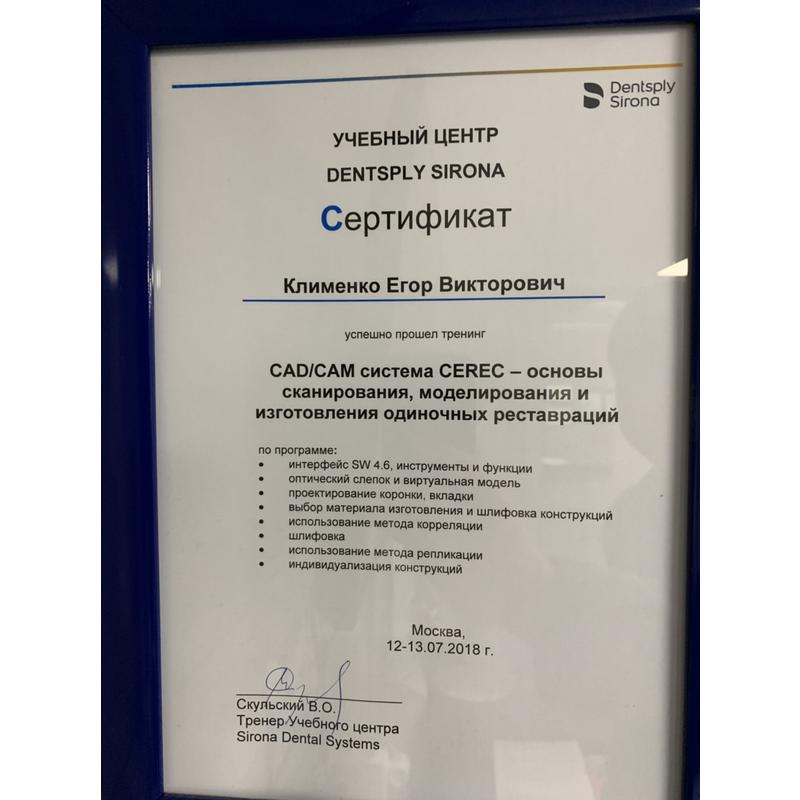 Dentsply
Sirona
УЧЕБНЫЙ ЦЕНТР
DENTSPLY SIRONA
Сертификат
Клименко Егор Викторович
успешно прошел тренинг
CAD/CAM система CEREC – основы
сканирования, моделирования и
изготовления одиночных реставраций
по программе:
• интерфейс SW 4.6, инструменты и функции
• оптический слепок и виртуальная модель
• проектирование коронки, вкладки
• выбор материала изготовления и шлифовка конструкций
• использование метода корреляции
• шлифовка
• использование метода репликации
• индивидуализация конструкций
Москва,
12-13.07.2018 г.
Скульский В.О.
Тренер Учебного центра
Sirona Dental Systems